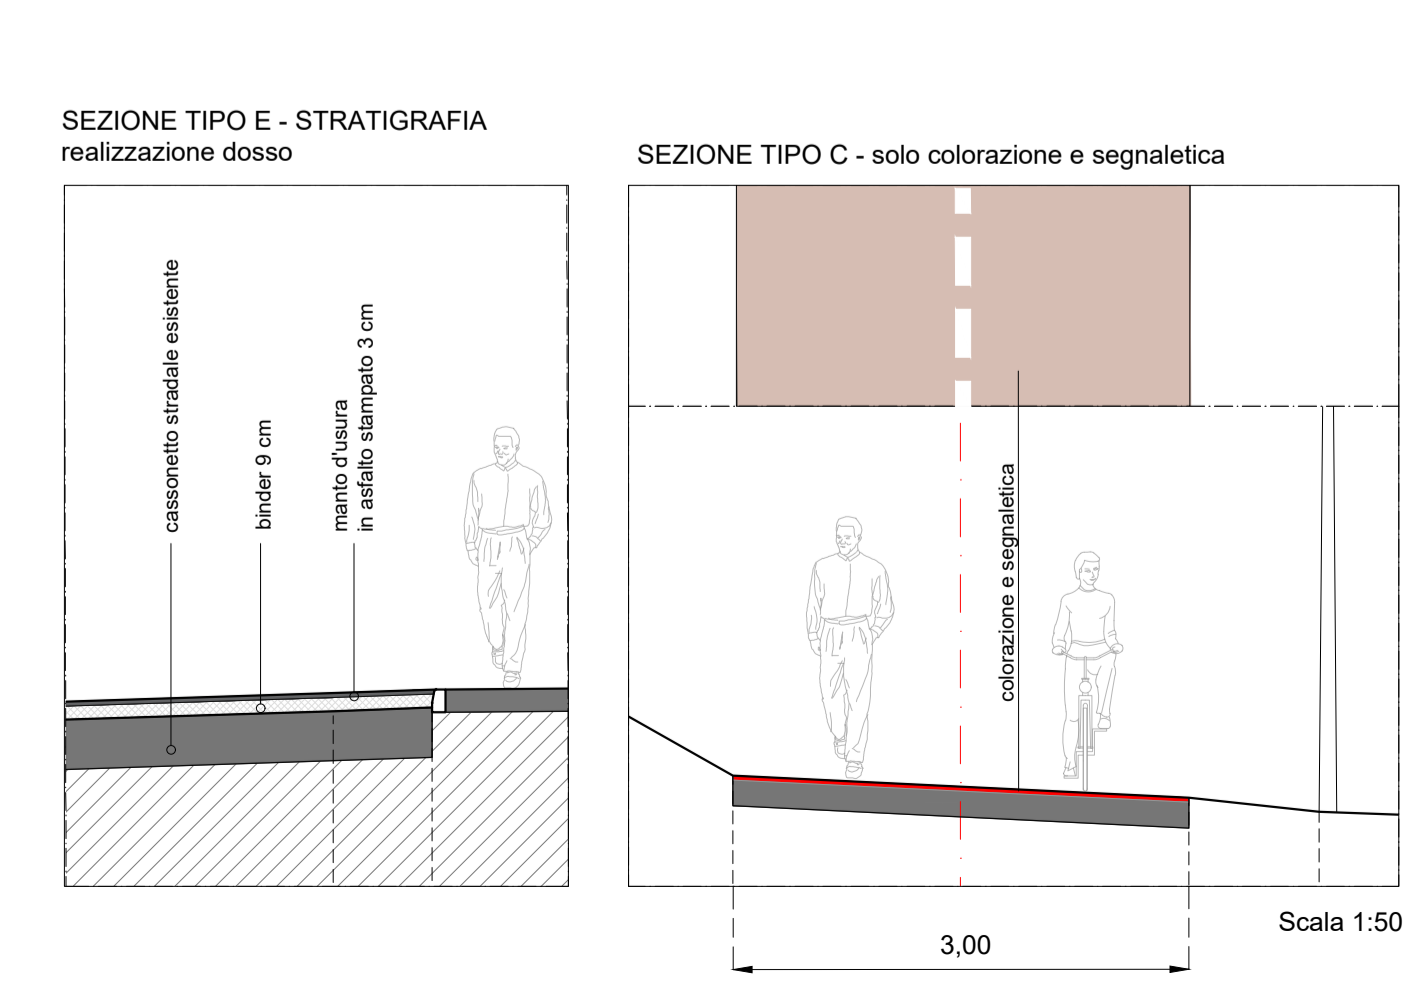 SEZIONE TIPO E - STRATIGRAFIA
realizzazione dosso
cassonetto stradale esistente
binder 9 cm
manto d'usura
in asfalto stampato 3 cm
SEZIONE TIPO C - solo colorazione e segnaletica
colorazione e segnaletica
3,00
Scala 1:50